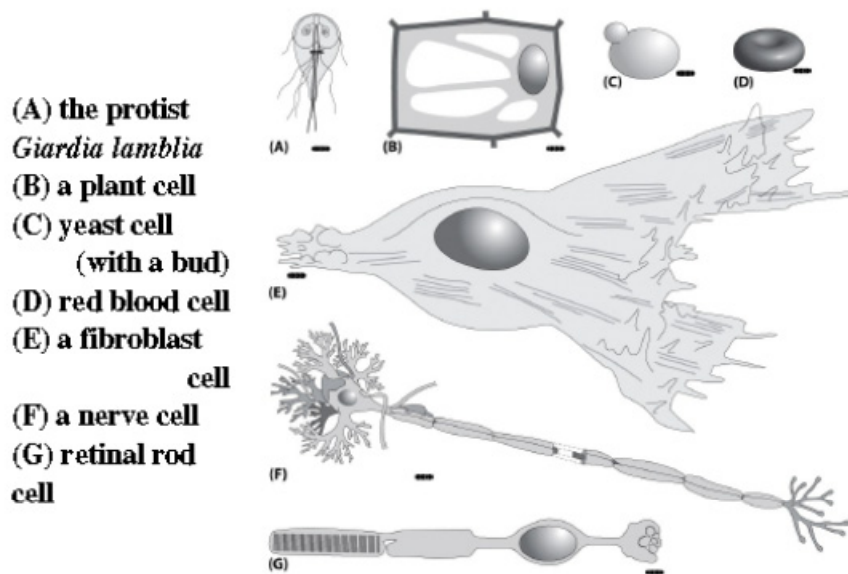 (A) the protist
Giardia lamblia
(B) a plant cell
(C) yeast cell
(with a bud)
(D) red blood cell
(E) a fibroblast
cell
(F) a nerve cell
(G) retinal rod
cell
(A)
(B)
(C)
(D)
(E)
(F)
(G)